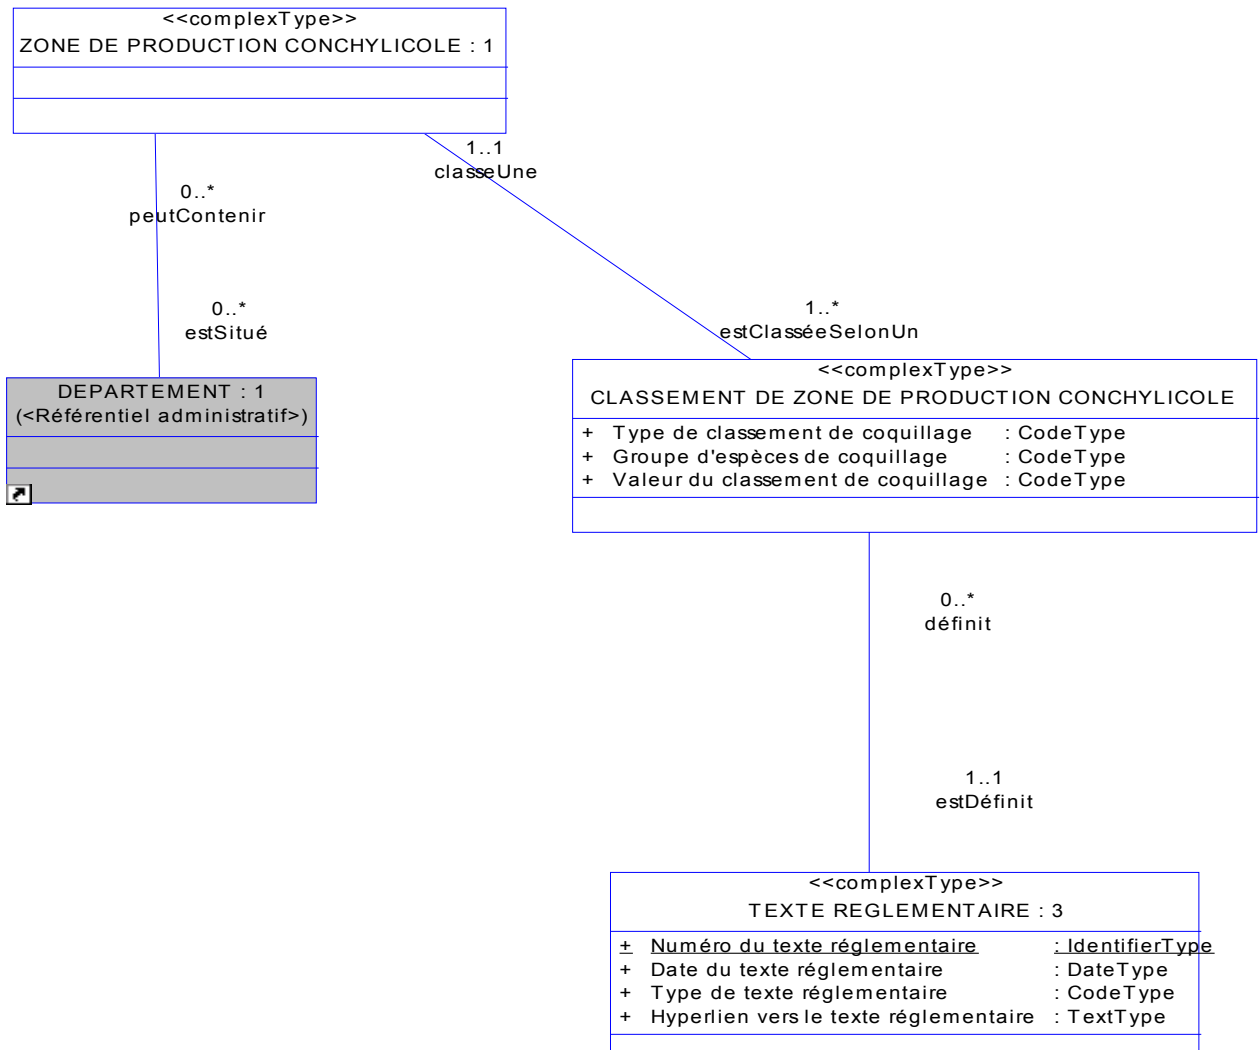 <<complexType>>
ZONE DE PRODUCTION CONCHYLICOLE : 1
1..1
classeUne
0..*
peutContenir
0..*
estSitué
1..*
estClasséeSelonUn
DEPARTEMENT : 1
(<Référentiel administratif>)
<<complexType>>
CLASSEMENT DE ZONE DE PRODUCTION CONCHYLICOLE
+ Type de classement de coquillage : CodeType
+ Groupe d'espèces de coquillage : CodeType
+ Valeur du classement de coquillage : CodeType
0..*
définit
1..1
estDéfinit
<<complexType>>
TEXTE REGLEMENTAIRE : 3
+ Numéro du texte réglementaire : IdentifierType
+ Date du texte réglementaire : DateType
+ Type de texte réglementaire : CodeType
+ Hyperlien vers le texte réglementaire : TextType